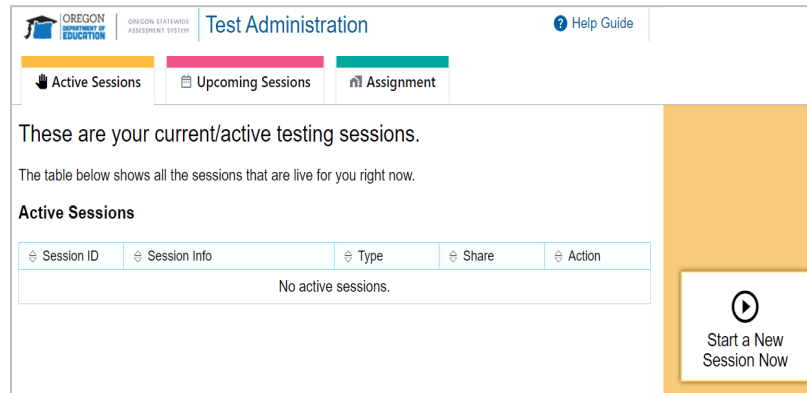 OREGON
DEPARTMENT OF
EDUCATION
OREGON STATEWIDE
ASSESSMENT SYSTEM
Test Administration
Help Guide
Active Sessions
Upcoming Sessions
Assignment
These are your current/active testing sessions.
The table below shows all the sessions that are live for you right now.
Active Sessions
Session ID Session Info Type Share Action
No active sessions.
Start a New
Session Now